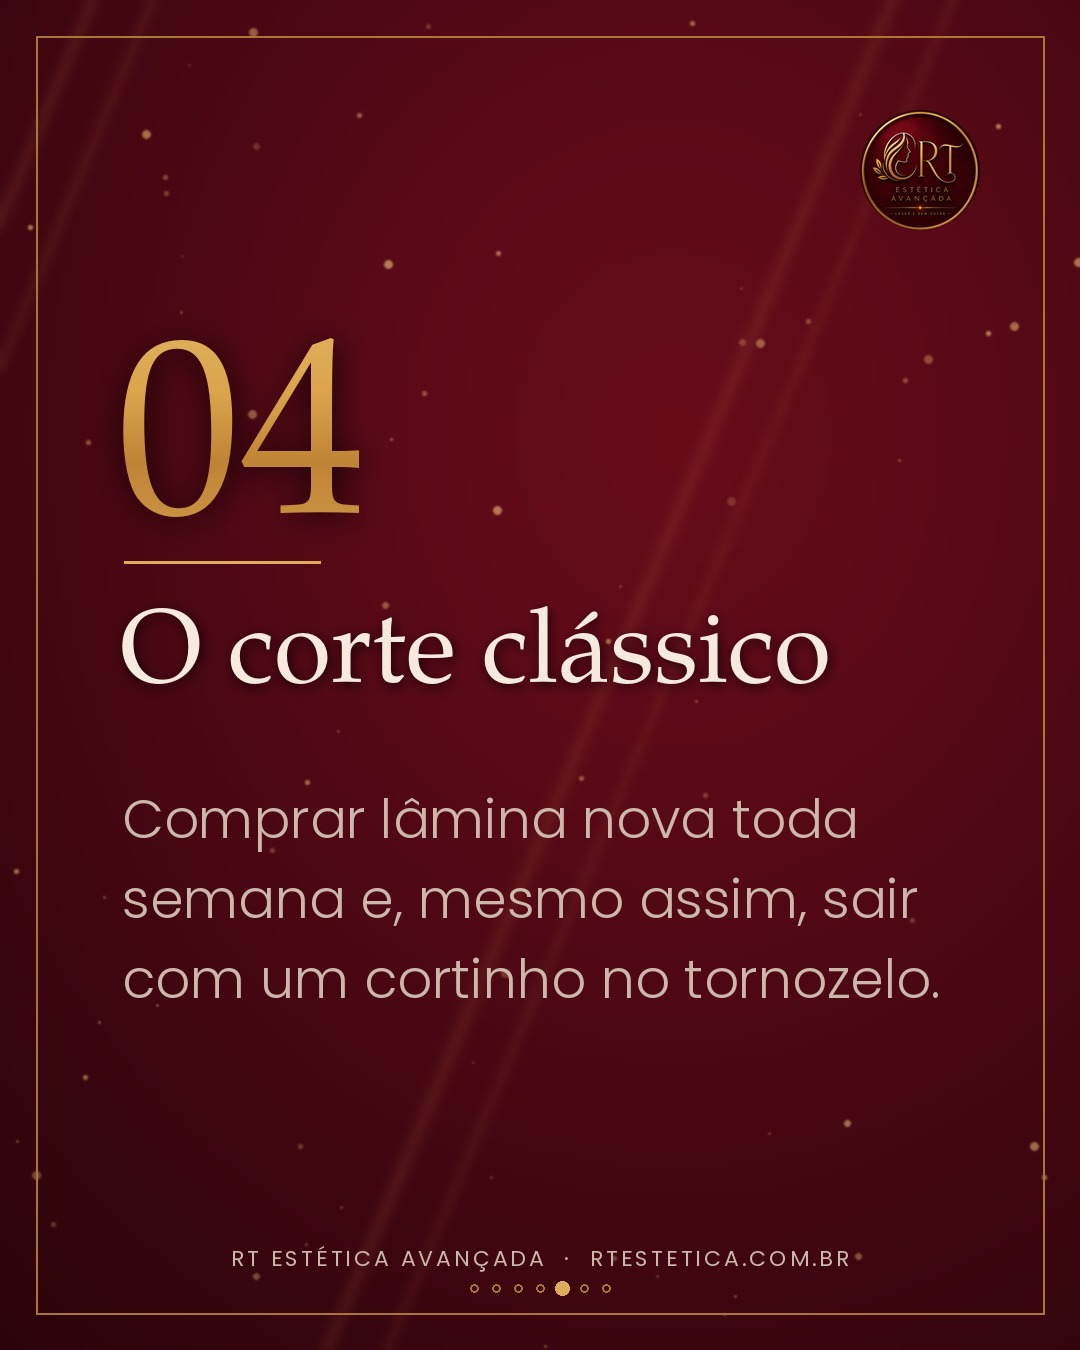 RT
ESTÉTICA
AVANÇADA
04
O corte clássico
Comprar lâmina nova toda
semana e, mesmo assim, sair
com um cortinho no tornozelo.
RT ESTÉTICA AVANÇADA · RTESTETICA.COM.BR